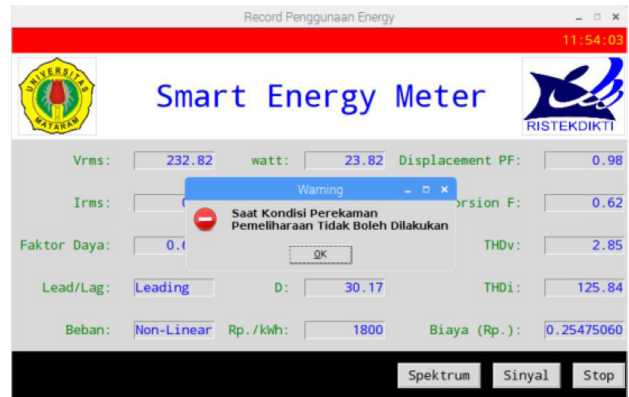 Record Penggunaan Energy
11:54:03
UNIVERSITAS
MATARAM
Smart Energy Meter
RISTEKDIKTI
Vrms: 232.82 watt: 23.82 Displacement PF: 0.98
Warning
Irms: orsion F: 0.62
Saat Kondisi Perekaman
Pemeliharaan Tidak Boleh Dilakukan
OK
Faktor Daya: THDv: 2.85
Lead/Lag: Leading D: 30.17 THDi: 125.84
Beban: Non-Linear Rp./kWh: 1800 Biaya (Rp.): 0.25475060
Spektrum Sinyal Stop